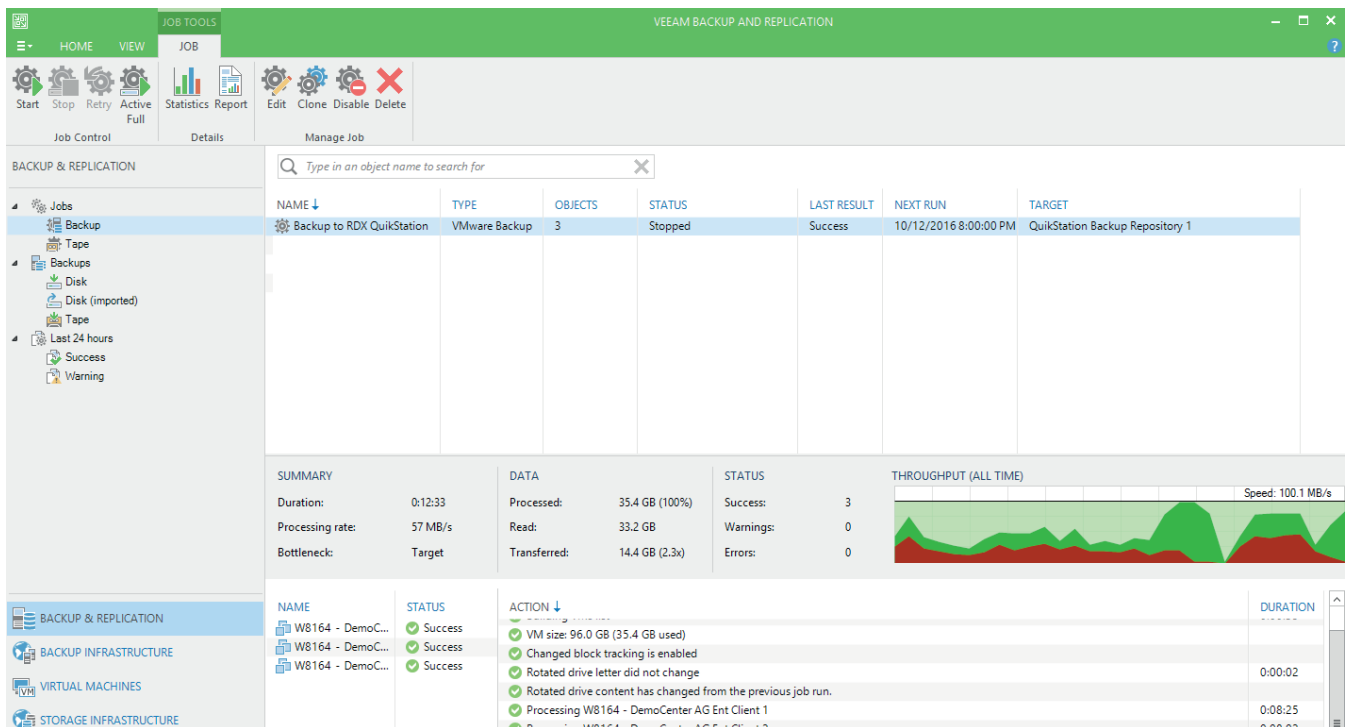 JOB TOOLS
VEEAM BACKUP AND REPLICATION
HOME VIEW JOB
Start Stop Retry Active Full Statistics Report Edit Clone Disable Delete
Job Control Details Manage Job
BACKUP & REPLICATION
Type in an object name to search for
Jobs
Backup
Tape
Backups
Disk
Disk (imported)
Tape
Last 24 hours
Success
Warning
NAME TYPE OBJECTS STATUS LAST RESULT NEXT RUN TARGET
Backup to RDX QuikStation VMware Backup 3 Stopped Success 10/12/2016 8:00:00 PM QuikStation Backup Repository 1
SUMMARY DATA STATUS THROUGHPUT (ALL TIME)
Speed: 100.1 MB/s
Duration: 0:12:33 Processed: 35.4 GB (100%) Success: 3
Processing rate: 57 MB/s Read: 33.2 GB Warnings: 0
Bottleneck: Target Transferred: 14.4 GB (2.3x) Errors: 0
BACKUP & REPLICATION
BACKUP INFRASTRUCTURE
VIRTUAL MACHINES
STORAGE INFRASTRUCTURE
NAME STATUS ACTION DURATION
W8164 - DemoC... Success
W8164 - DemoC... Success
W8164 - DemoC... Success
VM size: 96.0 GB (35.4 GB used)
Changed block tracking is enabled
Rotated drive letter did not change 0:00:02
Rotated drive content has changed from the previous job run.
Processing W8164 - DemoCenter AG Ent Client 1 0:08:25